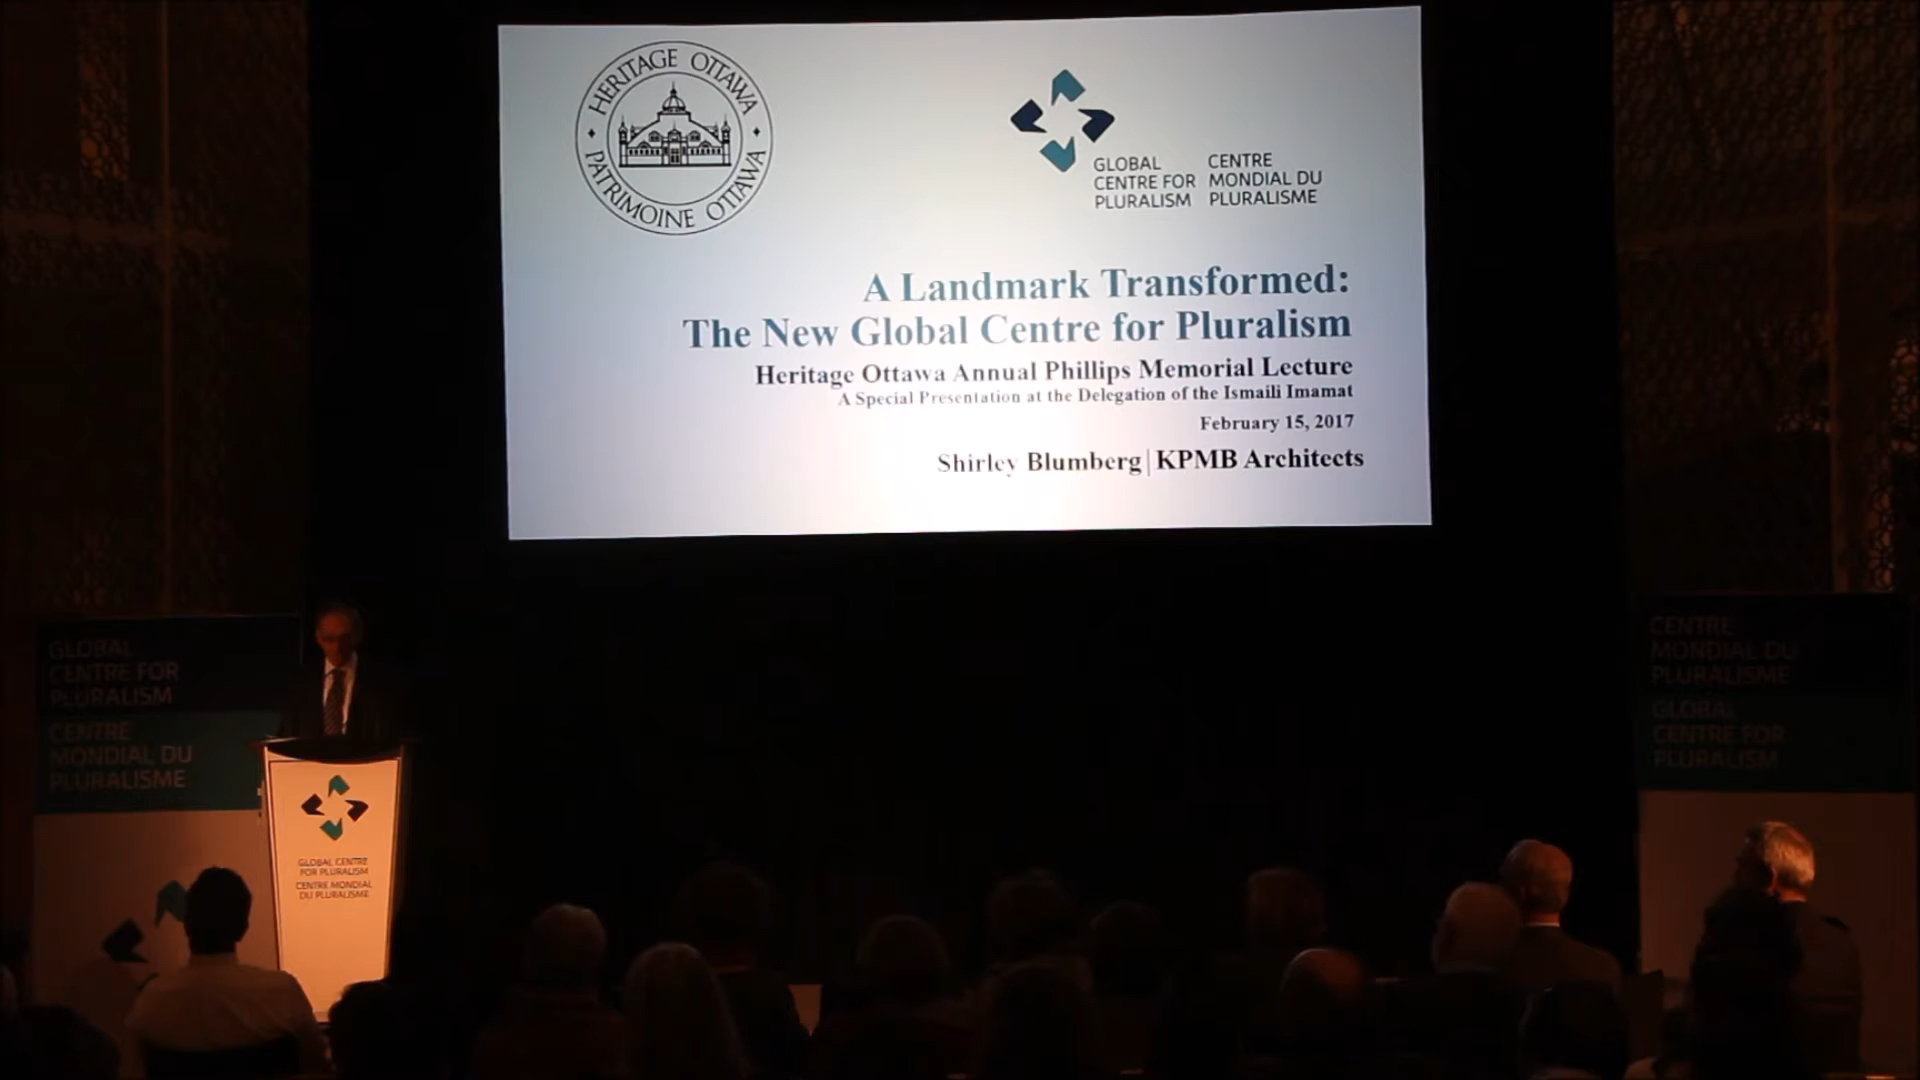 HERITAGE OTTAWA
PATRIMOINE OTTAWA
GLOBAL
CENTRE FOR
PLURALISM
CENTRE
MONDIAL DU
PLURALISME
A Landmark Transformed:
The New Global Centre for Pluralism
Heritage Ottawa Annual Phillips Memorial Lecture
A Special Presentation at the Delegation of the Ismaili Imamat
February 15, 2017
Shirley Blumberg | KPMB Architects
GLOBAL
CENTRE FOR
PLURALISM
CENTRE
MONDIAL DU
PLURALISME
GLOBAL CENTRE
FOR PLURALISM
CENTRE MONDIAL
DU PLURALISME
CENTRE
MONDIAL DU
PLURALISME
GLOBAL
CENTRE FOR
PLURALISM